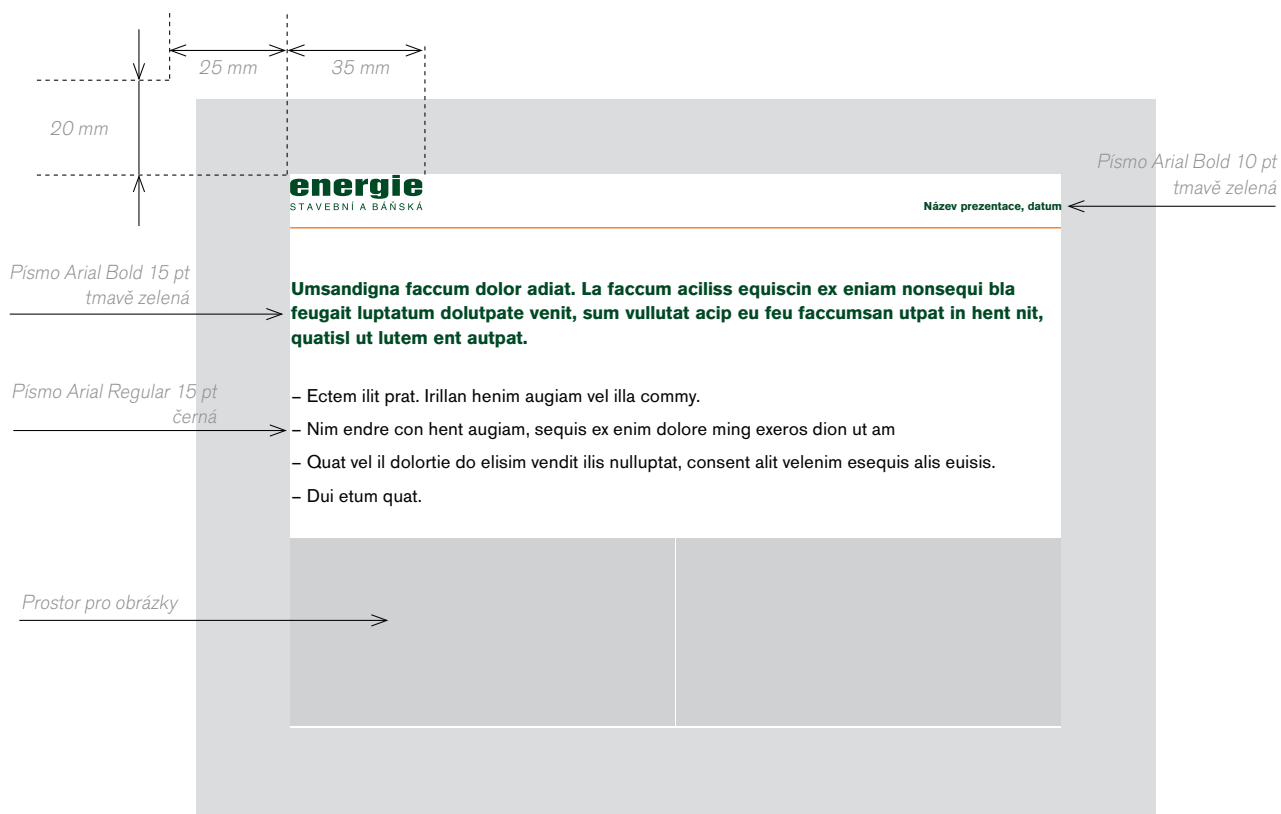 25 mm
35 mm
20 mm
Písmo Arial Bold 10 pt
tmavě zelená
energie
STAVEBNÍ A BÁŇSKÁ
Název prezentace, datum
Písmo Arial Bold 15 pt
tmavě zelená
Umsandigna faccum dolor adiat. La faccum aciliss equiscin ex eniam nonsequi bla
feugait luptatum dolutpate venit, sum vullutat acip eu feu faccumsan utpat in hent nit,
quatisl ut lutem ent autpat.
Písmo Arial Regular 15 pt
černá
– Ectem ilit prat. Irillan henim augiam vel illa commy.
– Nim endre con hent augiam, sequis ex enim dolore ming exeros dion ut am
– Quat vel il dolortie do elisim vendit ilis nulluptat, consent alit velenim esequis alis euisis.
– Dui etum quat.
Prostor pro obrázky